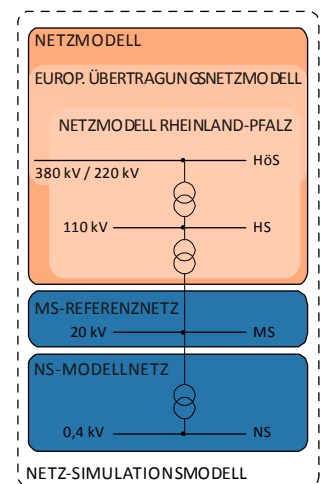 NETZMODELL
EUROP. ÜBERTRAGUNGSNETZMODELL
NETZMODELL RHEINLAND-PFALZ
HöS
380 kV / 220 kV
110 kV HS
MS-REFERENZNETZ
20 kV MS
NS-MODELLNETZ
0,4 kV NS
NETZ-SIMULATIONSMODELL